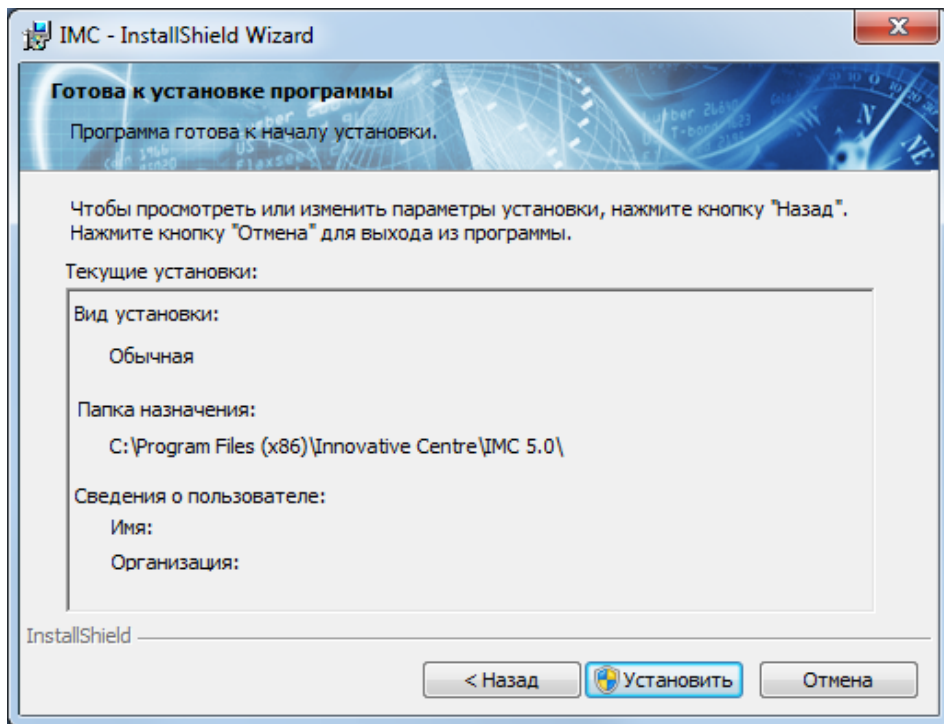 IMC - InstallShield Wizard
Готова к установке программы
Программа готова к началу установки.
Чтобы просмотреть или изменить параметры установки, нажмите кнопку "Назад".
Нажмите кнопку "Отмена" для выхода из программы.
Текущие установки:
Вид установки:
Обычная
Папка назначения:
C:\Program Files (x86)\Innovative Centre\IMC 5.0\
Сведения о пользователе:
Имя:
Организация:
InstallShield
< Назад
Установить
Отмена